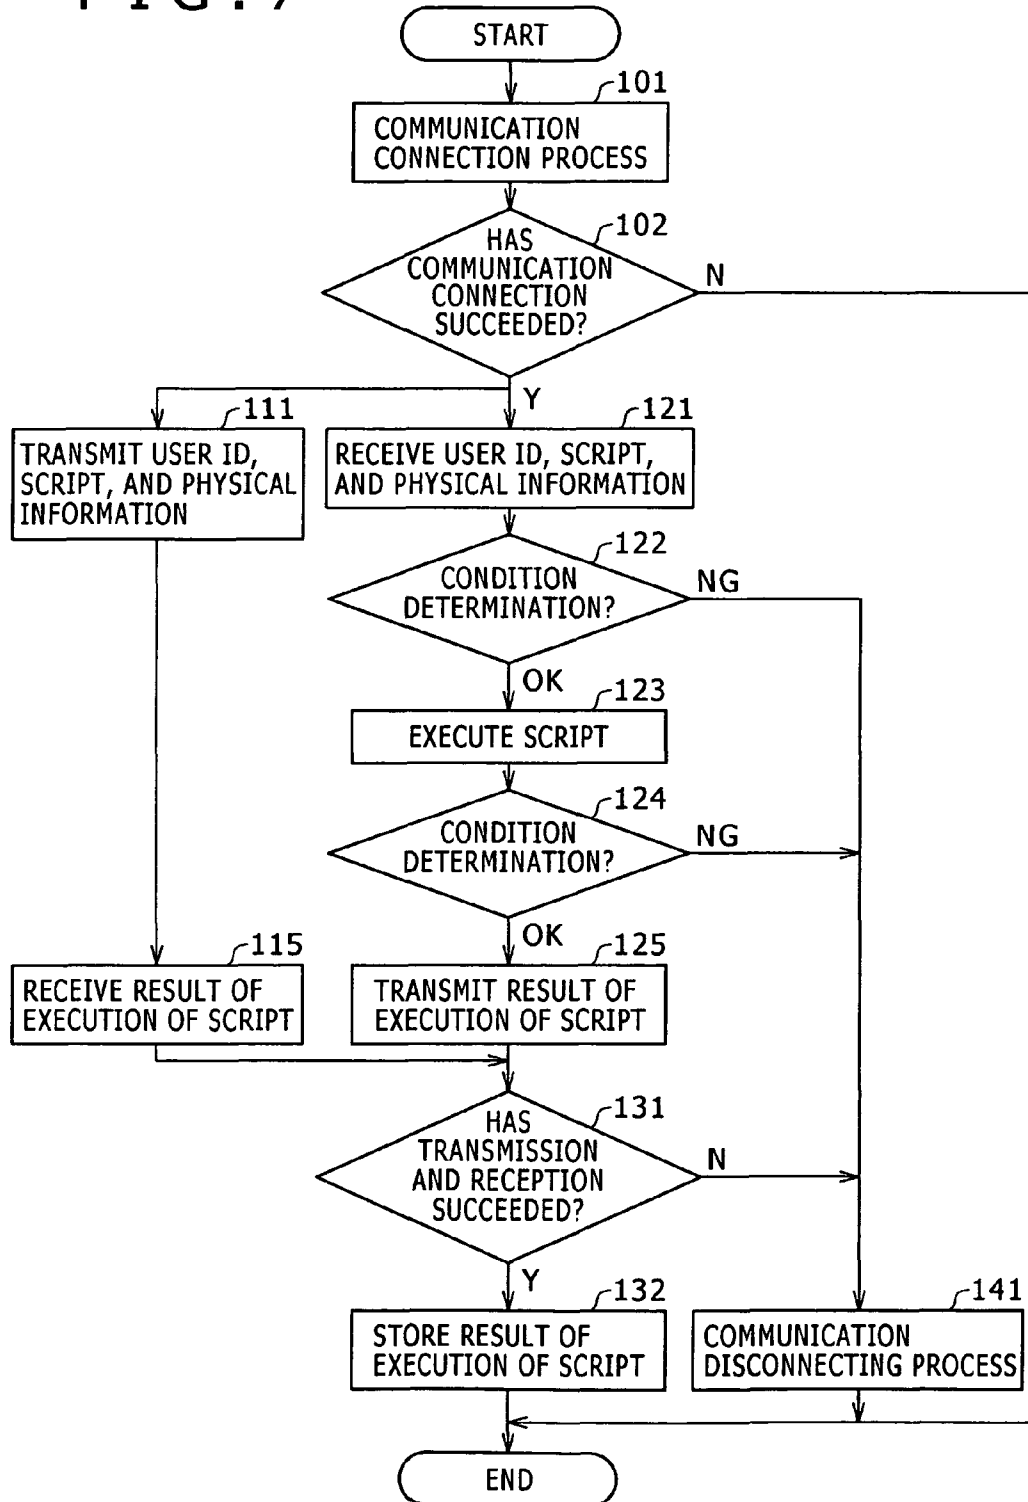 FIG.7
START
101
COMMUNICATION
CONNECTION PROCESS
102
HAS
COMMUNICATION
CONNECTION
SUCCEEDED?
N
Y
111
TRANSMIT USER ID,
SCRIPT, AND PHYSICAL
INFORMATION
121
RECEIVE USER ID, SCRIPT,
AND PHYSICAL INFORMATION
122
CONDITION
DETERMINATION?
NG
OK
123
EXECUTE SCRIPT
124
CONDITION
DETERMINATION?
NG
OK
115
RECEIVE RESULT OF
EXECUTION OF SCRIPT
125
TRANSMIT RESULT OF
EXECUTION OF SCRIPT
131
HAS
TRANSMISSION
AND RECEPTION
SUCCEEDED?
N
Y
132
STORE RESULT OF
EXECUTION OF SCRIPT
141
COMMUNICATION
DISCONNECTING PROCESS
END